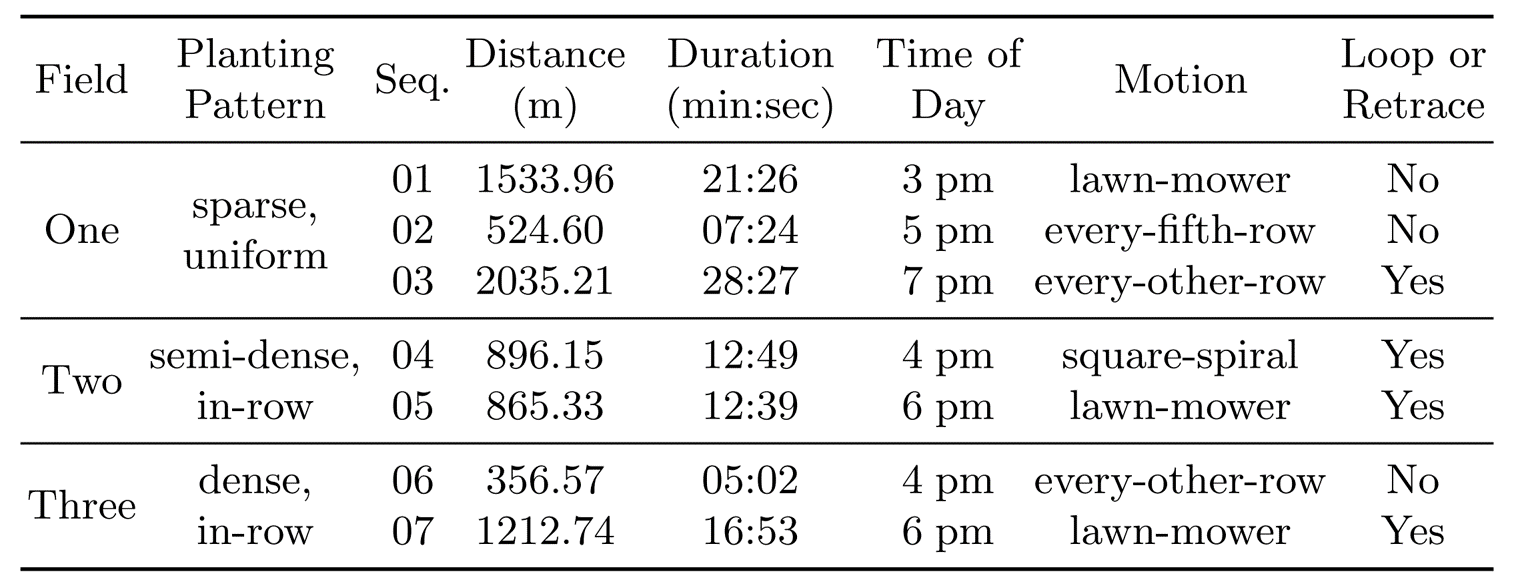 Field Planting Pattern Seq. Distance (m) Duration (min:sec) Time of Day Motion Loop or Retrace
One sparse, uniform 01 1533.96 21:26 3 pm lawn-mower No
02 524.60 07:24 5 pm every-fifth-row No
03 2035.21 28:27 7 pm every-other-row Yes
Two semi-dense, in-row 04 896.15 12:49 4 pm square-spiral Yes
05 865.33 12:39 6 pm lawn-mower Yes
Three dense, in-row 06 356.57 05:02 4 pm every-other-row No
07 1212.74 16:53 6 pm lawn-mower Yes